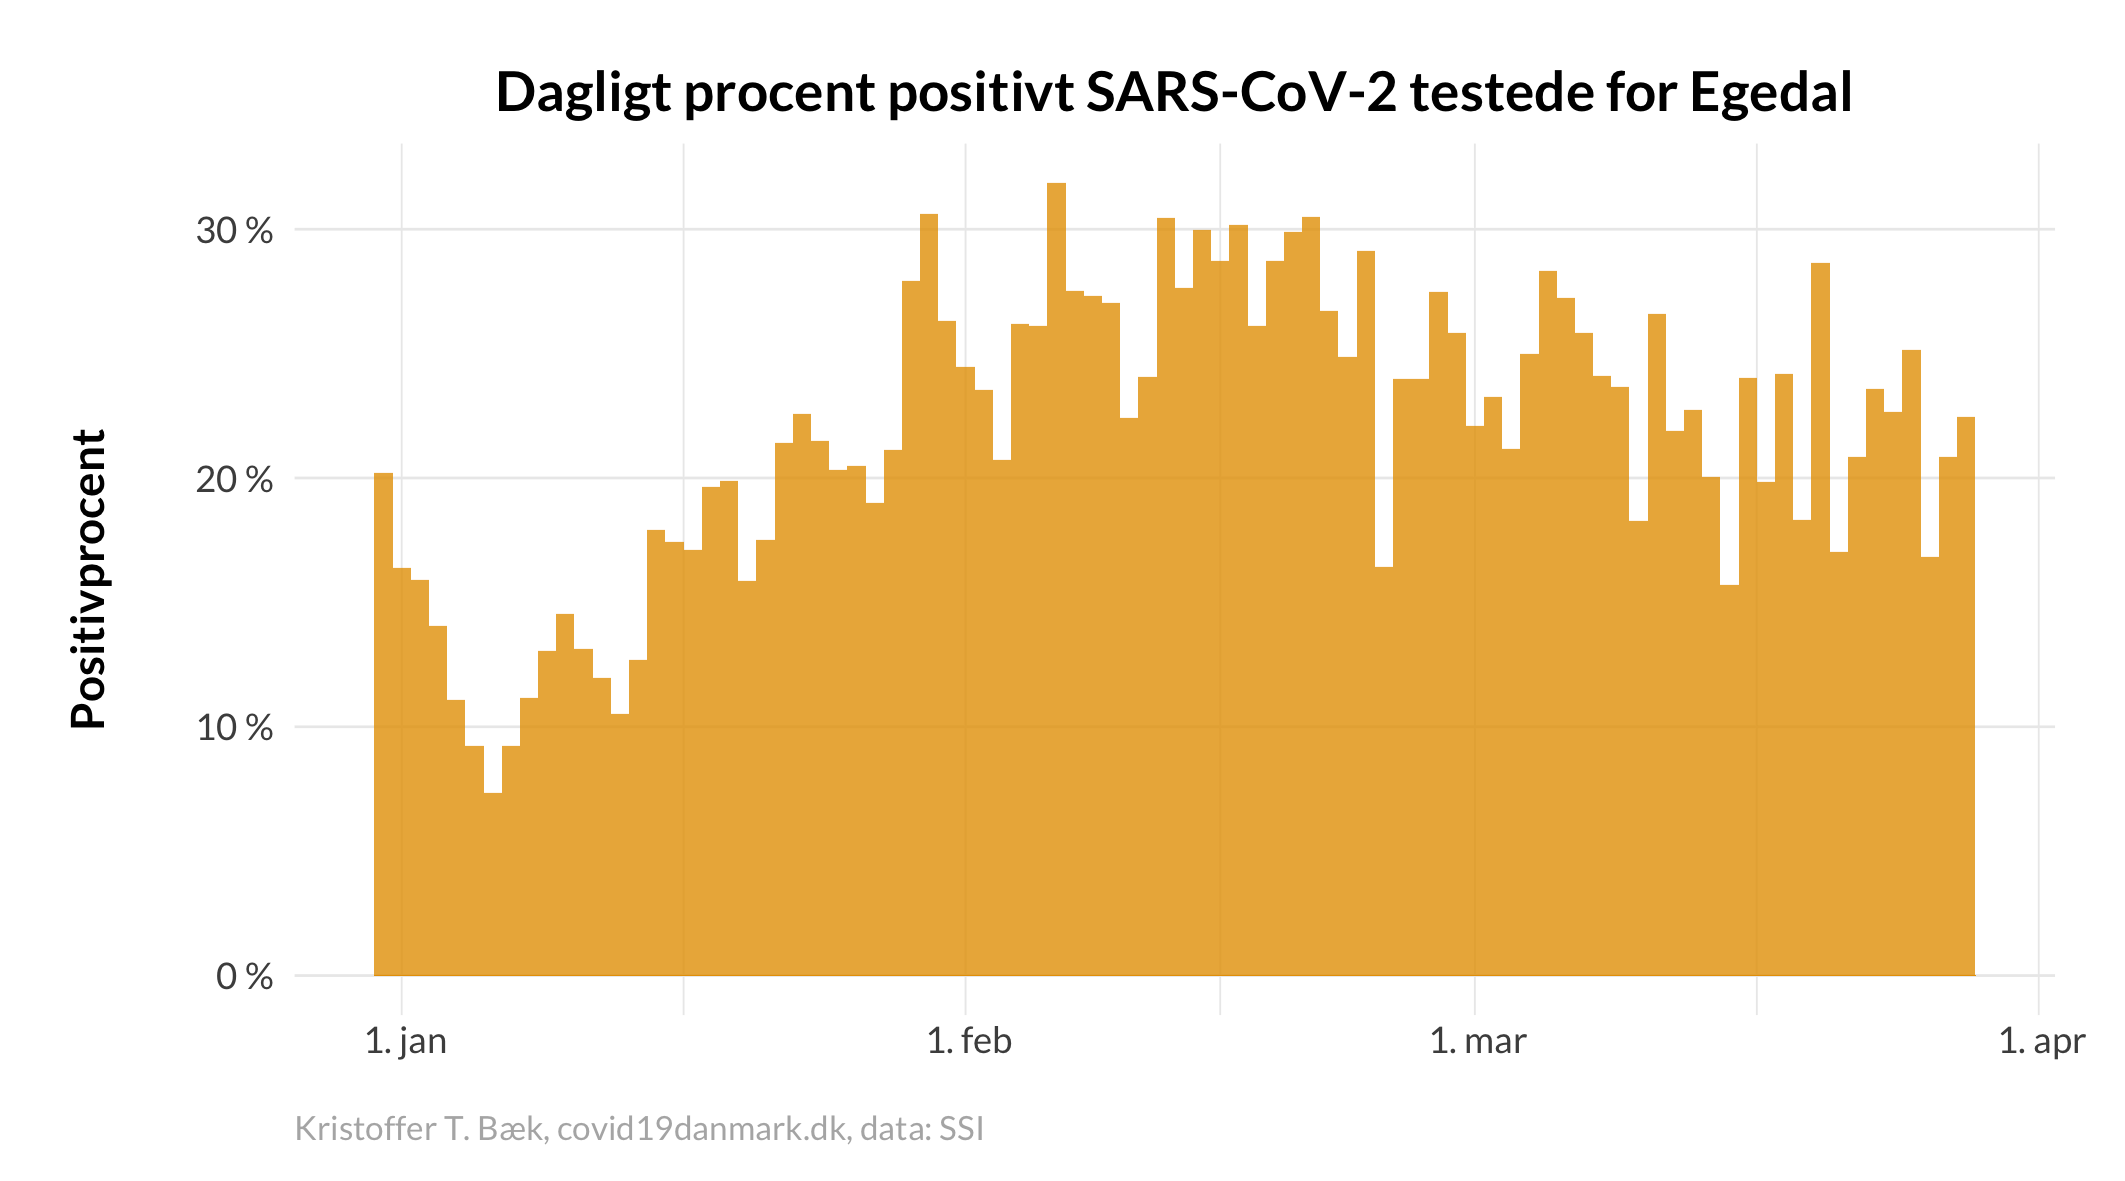 Dagligt procent positivt SARS-CoV-2 testede for Egedal
Positivprocent
30 %
20 %
10 %
0 %
1. jan
1. feb
1. mar
1. apr
Kristoffer T. Bæk, covid19danmark.dk, data: SSI